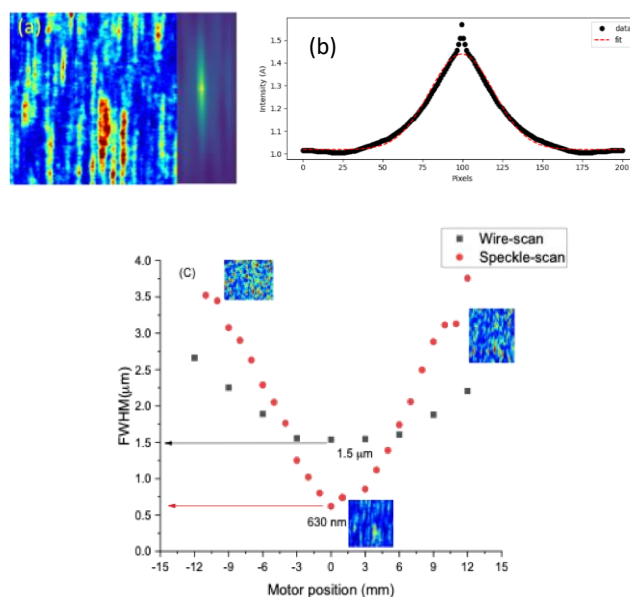 (a)
(b)
data
fit
Intensity (A)
1.5
1.4
1.3
1.2
1.1
1.0
0 25 50 75 100 125 150 175 200
Pixels
Wire-scan
Speckle-scan
(C)
FWHM(μm)
4.0
3.5
3.0
2.5
2.0
1.5
1.0
0.5
0.0
1.5 μm
630 nm
-15 -12 -9 -6 -3 0 3 6 9 12 15
Motor position (mm)